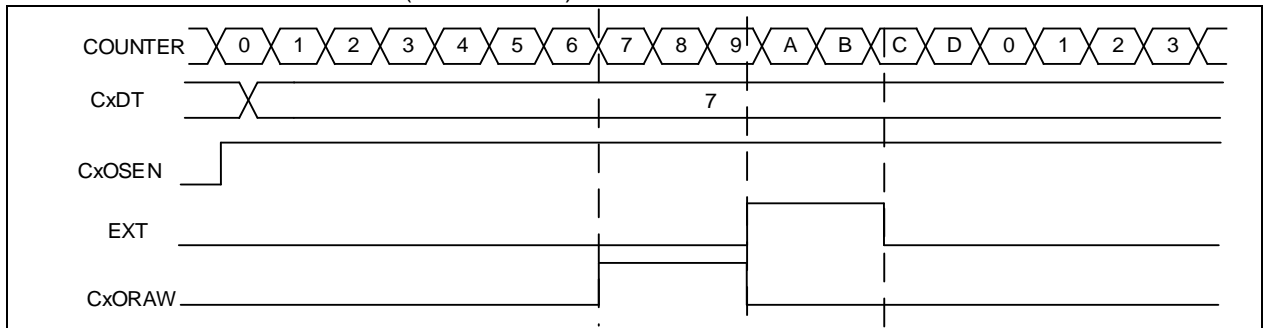 COUNTER 0 1 2 3 4 5 6 7 8 9 A B C D 0 1 2 3
CxDT 7
CxOSEN
EXT
CxORAW